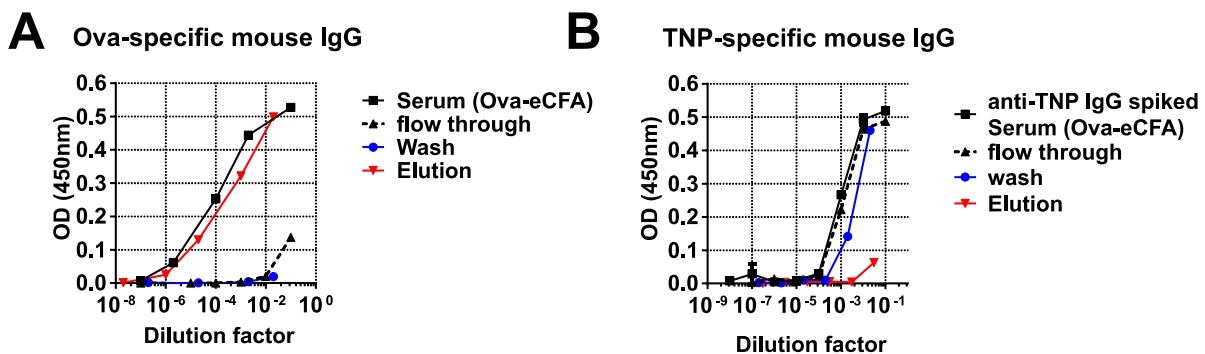 A Ova-specific mouse IgG
0.6
0.5
0.4
0.3
0.2
0.1
0.0
OD (450nm)
10⁻⁸ 10⁻⁶ 10⁻⁴ 10⁻² 10⁰
Dilution factor
Serum (Ova-eCFA)
flow through
Wash
Elution
B TNP-specific mouse IgG
0.6
0.5
0.4
0.3
0.2
0.1
0.0
OD (450nm)
10⁻⁹ 10⁻⁷ 10⁻⁵ 10⁻³ 10⁻¹
Dilution factor
anti-TNP IgG spiked
Serum (Ova-eCFA)
flow through
wash
Elution